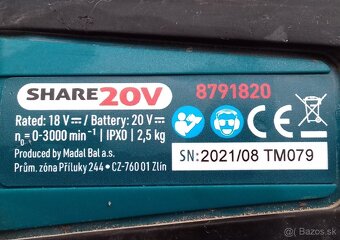 SHARE20V
8791820
Rated: 18 V⎓ / Battery: 20 V⎓
n₀=0-3000 min⁻¹ | IPX0 | 2,5 kg
CE
Produced by Madal Bal a.s.
Prům. zóna Příluky 244 • CZ-760 01 Zlín
SN: 2021/08 TM079
Bazos.sk